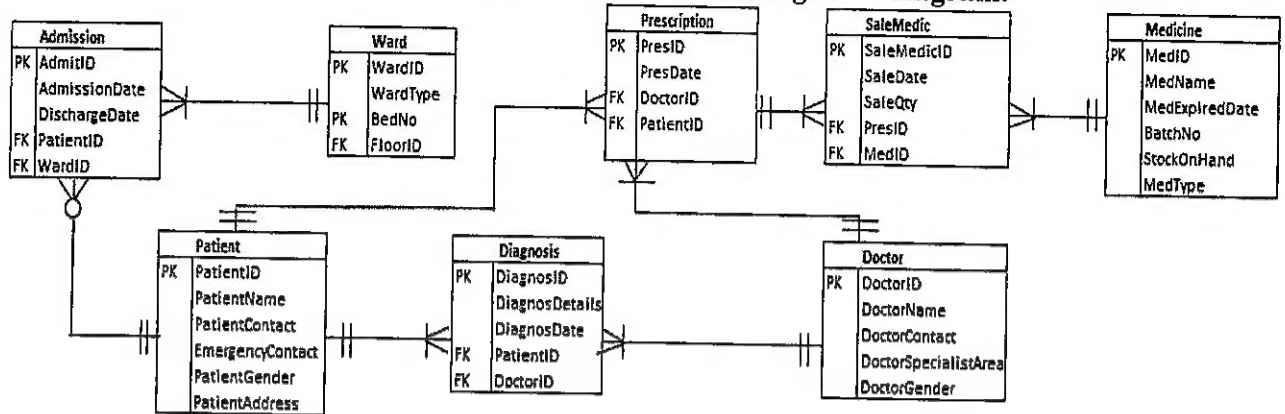 Admission
PK AdmitID
AdmissionDate
DischargeDate
FK PatientID
FK WardID
Ward
PK WardID
WardType
PK BedNo
FK FloorID
Prescription
PK PresID
PresDate
FK DoctorID
FK PatientID
SaleMedic
PK SaleMedicID
SaleDate
SaleQty
FK PresID
FK MedID
Medicine
PK MedID
MedName
MedExpiredDate
BatchNo
StockOnHand
MedType
Patient
PK PatientID
PatientName
PatientContact
EmergencyContact
PatientGender
PatientAddress
Diagnosis
PK DiagnosID
DiagnosDetails
DiagnosDate
FK PatientID
FK DoctorID
Doctor
PK DoctorID
DoctorName
DoctorContact
DoctorSpecialistArea
DoctorGender